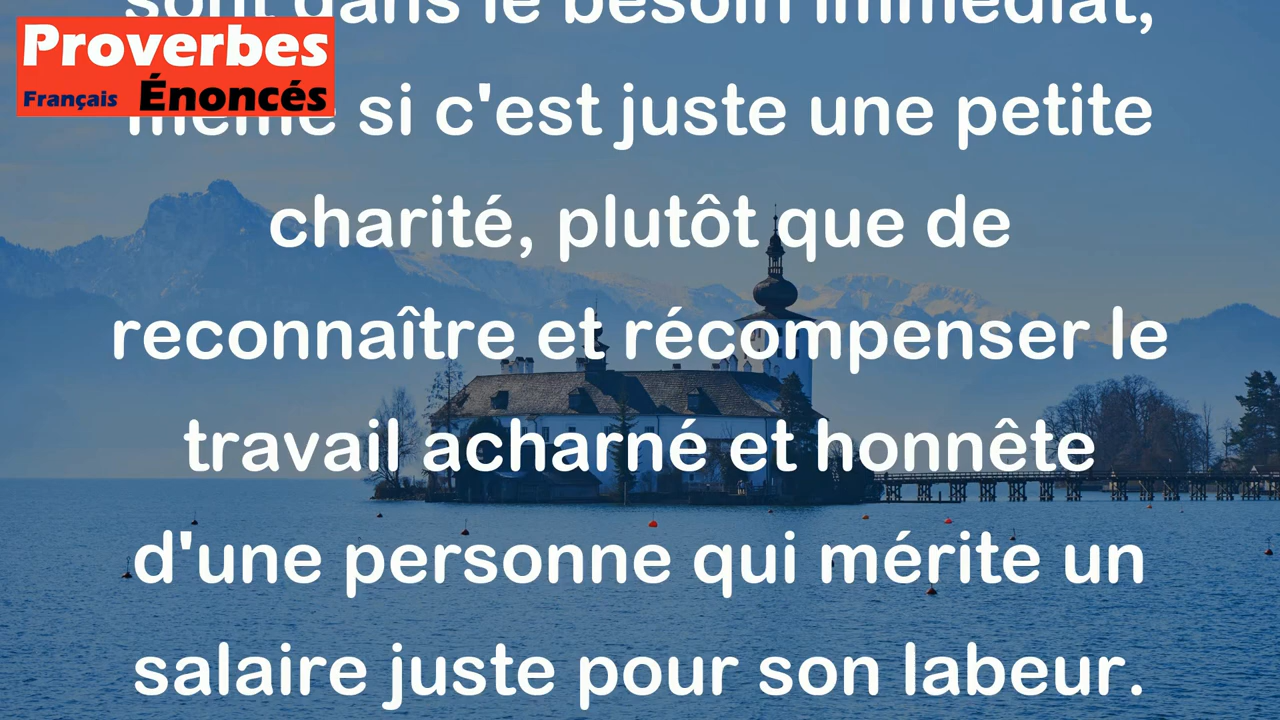 sont dans le besoin immédiat,
Proverbes
Français Énoncés
même si c'est juste une petite
charité, plutôt que de
reconnaître et récompenser le
travail acharné et honnête
d'une personne qui mérite un
salaire juste pour son labeur.